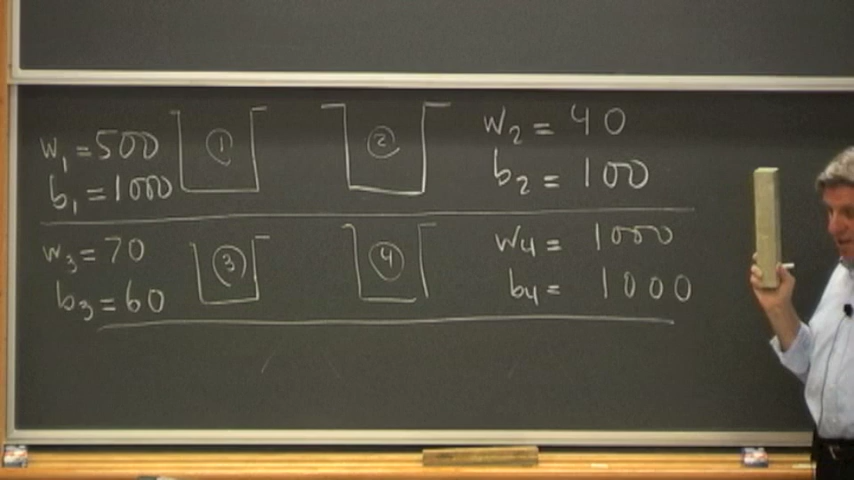 w₁ = 500
b₁ = 1000
①
②
w₂ = 40
b₂ = 100
w₃ = 70
b₃ = 60
③
④
w₄ = 1000
b₄ = 1000